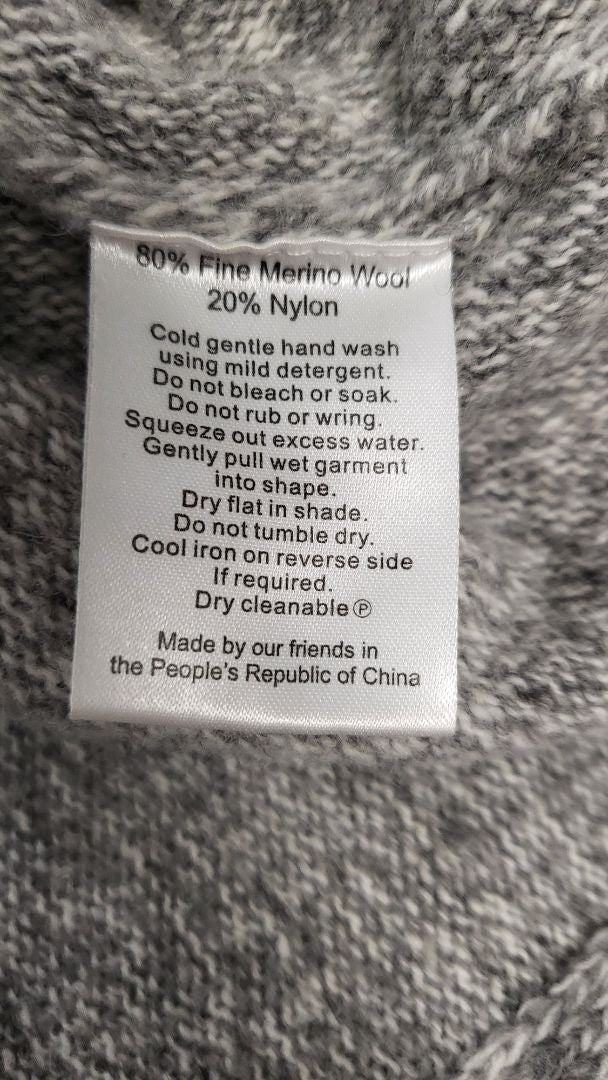 80% Fine Merino Wool
20% Nylon
Cold gentle hand wash
using mild detergent.
Do not bleach or soak.
Do not rub or wring.
Squeeze out excess water.
Gently pull wet garment
into shape.
Dry flat in shade.
Do not tumble dry.
Cool iron on reverse side
If required.
Dry cleanable Ⓟ
Made by our friends in
the People's Republic of China